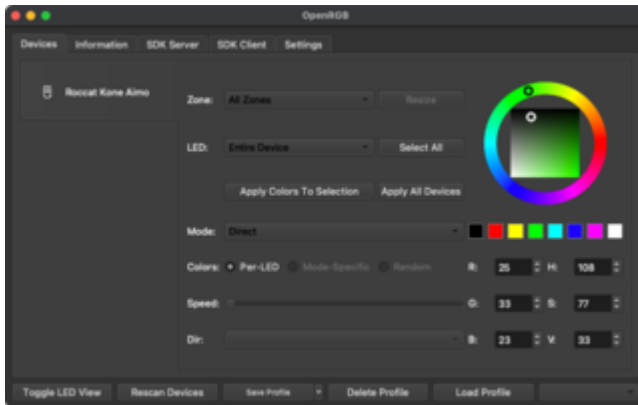 OpenRGB
Devices Information SDK Server SDK Client Settings
Roccat Kone Aimo
Zone: All Zones Resize
LED: Entire Device Select All
Apply Colors To Selection Apply All Devices
Mode: Direct
Colors: Per-LED Mode-Specific Random R: 25 H: 108
Speed: G: 33 S: 77
Dir: B: 23 V: 33
Toggle LED View Rescan Devices Save Profile Delete Profile Load Profile